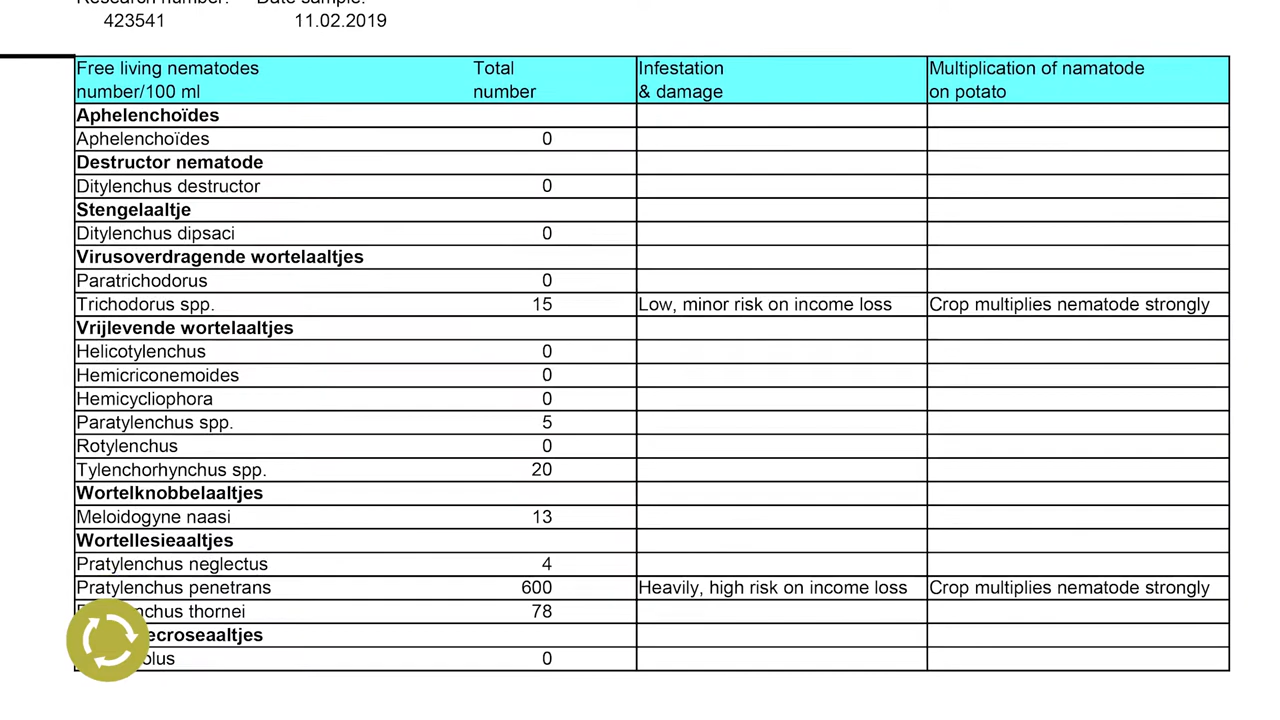 423541 11.02.2019
Free living nematodes Total Infestation Multiplication of namatode
number/100 ml number & damage on potato
Aphelenchoïdes
Aphelenchoïdes 0
Destructor nematode
Ditylenchus destructor 0
Stengelaaltje
Ditylenchus dipsaci 0
Virusoverdragende wortelaaltjes
Paratrichodorus 0
Trichodorus spp. 15 Low, minor risk on income loss Crop multiplies nematode strongly
Vrijlevende wortelaaltjes
Helicotylenchus 0
Hemicriconemoides 0
Hemicycliophora 0
Paratylenchus spp. 5
Rotylenchus 0
Tylenchorhynchus spp. 20
Wortelknobbelaaltjes
Meloidogyne naasi 13
Wortellesieaaltjes
Pratylenchus neglectus 4
Pratylenchus penetrans 600 Heavily, high risk on income loss Crop multiplies nematode strongly
thornei 78
0